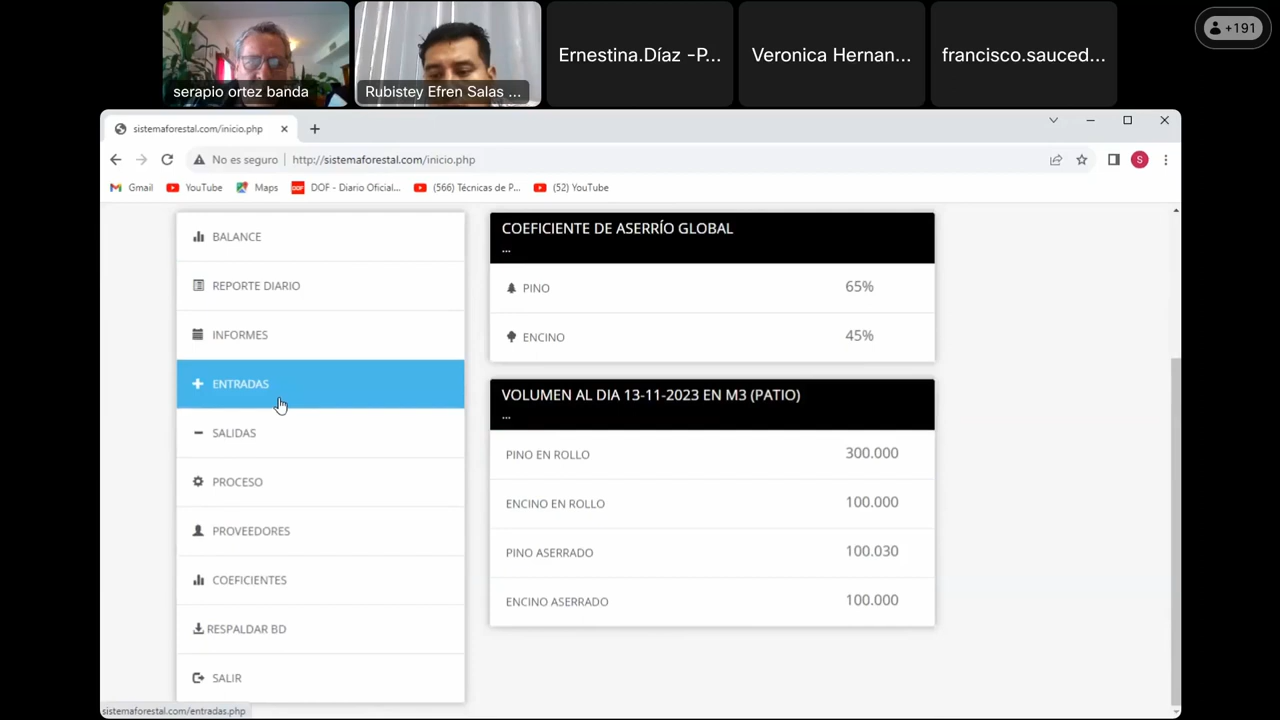 serapio ortez banda
Rubistey Efren Salas ...
Ernestina.Díaz -P...
Veronica Hernan...
francisco.sauced...
+191
sistemaforestal.com/inicio.php
No es seguro
http://sistemaforestal.com/inicio.php
S
Gmail
YouTube
Maps
DOF
DOF - Diario Oficial...
(566) Técnicas de P...
(52) YouTube
BALANCE
REPORTE DIARIO
INFORMES
ENTRADAS
SALIDAS
PROCESO
PROVEEDORES
COEFICIENTES
RESPALDAR BD
SALIR
COEFICIENTE DE ASERRÍO GLOBAL
...
PINO 65%
ENCINO 45%
VOLUMEN AL DIA 13-11-2023 EN M3 (PATIO)
...
PINO EN ROLLO 300.000
ENCINO EN ROLLO 100.000
PINO ASERRADO 100.030
ENCINO ASERRADO 100.000
sistemaforestal.com/entradas.php